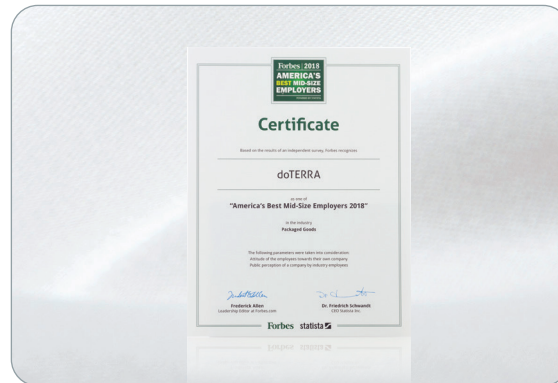 Forbes | 2018
AMERICA'S
BEST MID-SIZE
EMPLOYERS
Certificate
Based on the results of an independent survey, Forbes recognizes
doTERRA
as one of
"America's Best Mid-Size Employers 2018"
in the industry
Packaged Goods
The following parameters were taken into consideration:
Attitude of the employees towards their own company
Public perception of a company by industry employees
Frederick Allen
Leadership Editor at Forbes.com
Dr. Friedrich Schwandt
CEO Statista Inc.
Forbes statista